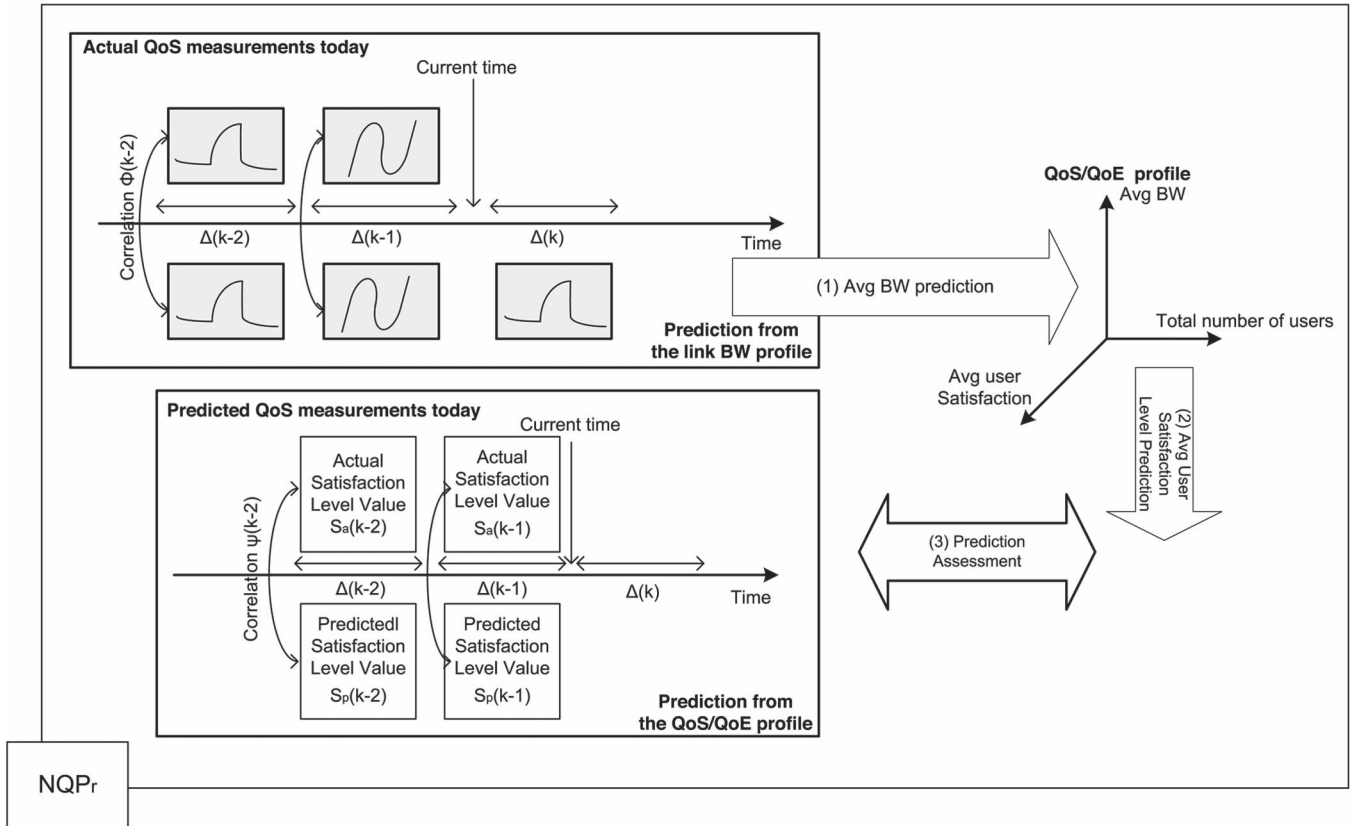 Actual QoS measurements today
Current time
Correlation Φ(k-2)
Δ(k-2)
Δ(k-1)
Δ(k)
Time
Prediction from
the link BW profile
(1) Avg BW prediction
QoS/QoE profile
Avg BW
Total number of users
Avg user
Satisfaction
(2) Avg User
Satisfaction
Level Prediction
(3) Prediction
Assessment
Predicted QoS measurements today
Current time
Correlation ψ(k-2)
Actual
Satisfaction
Level Value
Sa(k-2)
Actual
Satisfaction
Level Value
Sa(k-1)
Δ(k-2)
Δ(k-1)
Δ(k)
Time
Predictedl
Satisfaction
Level Value
Sp(k-2)
Predicted
Satisfaction
Level Value
Sp(k-1)
Prediction from
the QoS/QoE profile
NQPr